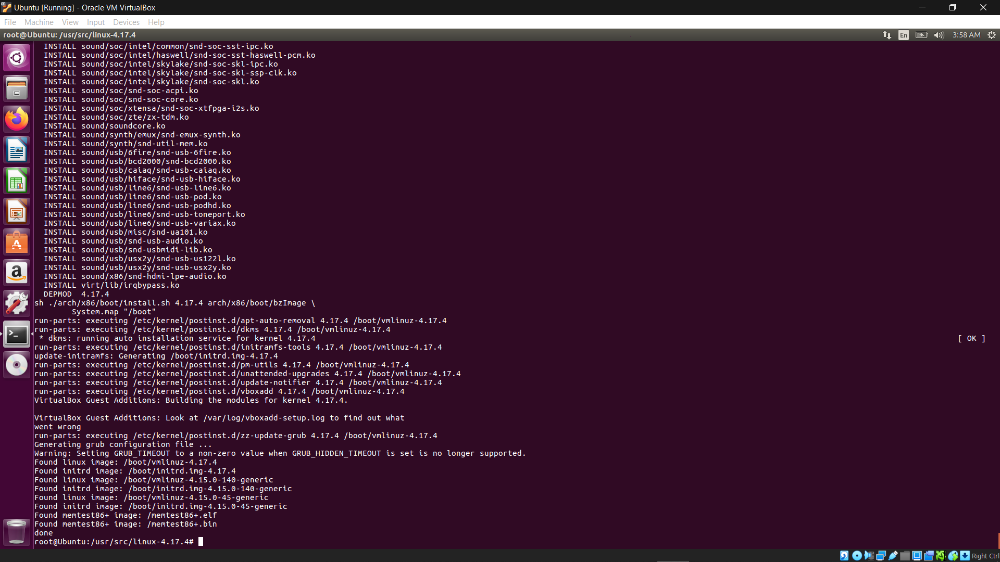 Ubuntu [Running] - Oracle VM VirtualBox
File Machine View Input Devices Help
root@Ubuntu: /usr/src/linux-4.17.4
En 3:58 AM
  INSTALL sound/soc/intel/common/snd-soc-sst-ipc.ko
  INSTALL sound/soc/intel/haswell/snd-soc-sst-haswell-pcm.ko
  INSTALL sound/soc/intel/skylake/snd-soc-skl-ipc.ko
  INSTALL sound/soc/intel/skylake/snd-soc-skl-ssp-clk.ko
  INSTALL sound/soc/intel/skylake/snd-soc-skl.ko
  INSTALL sound/soc/snd-soc-acpi.ko
  INSTALL sound/soc/snd-soc-core.ko
  INSTALL sound/soc/xtensa/snd-soc-xtfpga-i2s.ko
  INSTALL sound/soc/zte/zx-tdm.ko
  INSTALL sound/soundcore.ko
  INSTALL sound/synth/emux/snd-emux-synth.ko
  INSTALL sound/synth/snd-util-mem.ko
  INSTALL sound/usb/6fire/snd-usb-6fire.ko
  INSTALL sound/usb/bcd2000/snd-bcd2000.ko
  INSTALL sound/usb/caiaq/snd-usb-caiaq.ko
  INSTALL sound/usb/hiface/snd-usb-hiface.ko
  INSTALL sound/usb/line6/snd-usb-line6.ko
  INSTALL sound/usb/line6/snd-usb-pod.ko
  INSTALL sound/usb/line6/snd-usb-podhd.ko
  INSTALL sound/usb/line6/snd-usb-toneport.ko
  INSTALL sound/usb/line6/snd-usb-variax.ko
  INSTALL sound/usb/misc/snd-ua101.ko
  INSTALL sound/usb/snd-usb-audio.ko
  INSTALL sound/usb/snd-usbmidi-lib.ko
  INSTALL sound/usb/usx2y/snd-usb-us122l.ko
  INSTALL sound/usb/usx2y/snd-usb-usx2y.ko
  INSTALL sound/x86/snd-hdmi-lpe-audio.ko
  INSTALL virt/lib/irqbypass.ko
  DEPMOD  4.17.4
sh ./arch/x86/boot/install.sh 4.17.4 arch/x86/boot/bzImage \
        System.map "/boot"
run-parts: executing /etc/kernel/postinst.d/apt-auto-removal 4.17.4 /boot/vmlinuz-4.17.4
run-parts: executing /etc/kernel/postinst.d/dkms 4.17.4 /boot/vmlinuz-4.17.4
 * dkms: running auto installation service for kernel 4.17.4 [ OK ]
run-parts: executing /etc/kernel/postinst.d/initramfs-tools 4.17.4 /boot/vmlinuz-4.17.4
update-initramfs: Generating /boot/initrd.img-4.17.4
run-parts: executing /etc/kernel/postinst.d/pm-utils 4.17.4 /boot/vmlinuz-4.17.4
run-parts: executing /etc/kernel/postinst.d/unattended-upgrades 4.17.4 /boot/vmlinuz-4.17.4
run-parts: executing /etc/kernel/postinst.d/update-notifier 4.17.4 /boot/vmlinuz-4.17.4
run-parts: executing /etc/kernel/postinst.d/vboxadd 4.17.4 /boot/vmlinuz-4.17.4
VirtualBox Guest Additions: Building the modules for kernel 4.17.4.
VirtualBox Guest Additions: Look at /var/log/vboxadd-setup.log to find out what
went wrong
run-parts: executing /etc/kernel/postinst.d/zz-update-grub 4.17.4 /boot/vmlinuz-4.17.4
Generating grub configuration file ...
Warning: Setting GRUB_TIMEOUT to a non-zero value when GRUB_HIDDEN_TIMEOUT is set is no longer supported.
Found linux image: /boot/vmlinuz-4.17.4
Found initrd image: /boot/initrd.img-4.17.4
Found linux image: /boot/vmlinuz-4.15.0-140-generic
Found initrd image: /boot/initrd.img-4.15.0-140-generic
Found linux image: /boot/vmlinuz-4.15.0-45-generic
Found initrd image: /boot/initrd.img-4.15.0-45-generic
Found memtest86+ image: /memtest86+.elf
Found memtest86+ image: /memtest86+.bin
done
root@Ubuntu:/usr/src/linux-4.17.4#
Right Ctrl